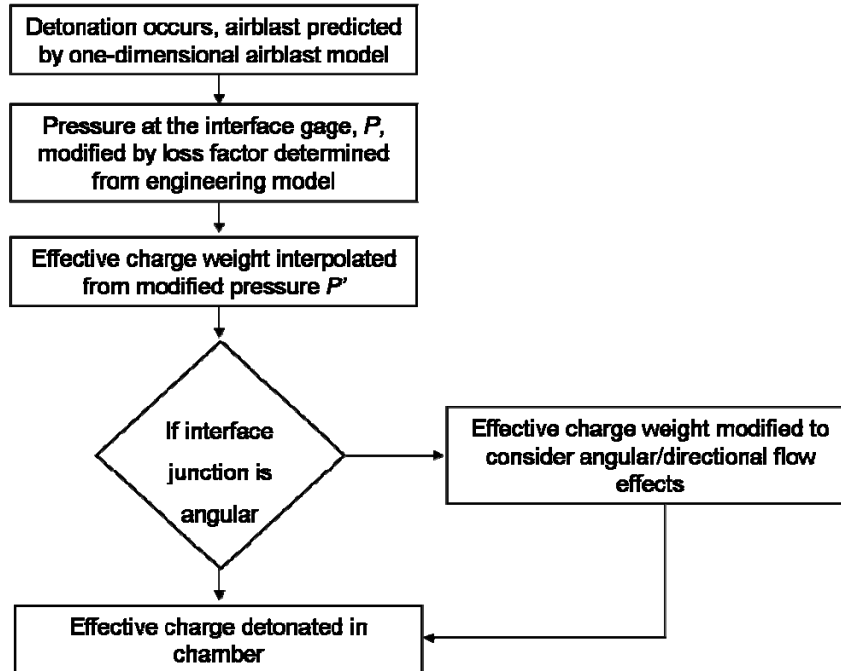 Detonation occurs, airblast predicted
by one-dimensional airblast model
Pressure at the interface gage, P,
modified by loss factor determined
from engineering model
Effective charge weight interpolated
from modified pressure P'
If interface
junction is
angular
Effective charge weight modified to
consider angular/directional flow
effects
Effective charge detonated in
chamber